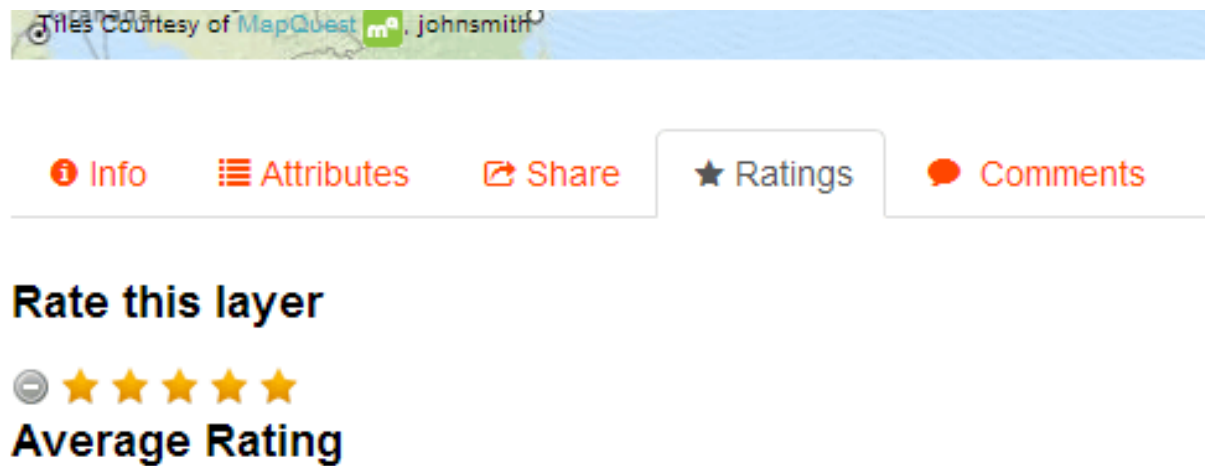 Tiles Courtesy of MapQuest, johnsmith
Info Attributes Share Ratings Comments
Rate this layer
Average Rating